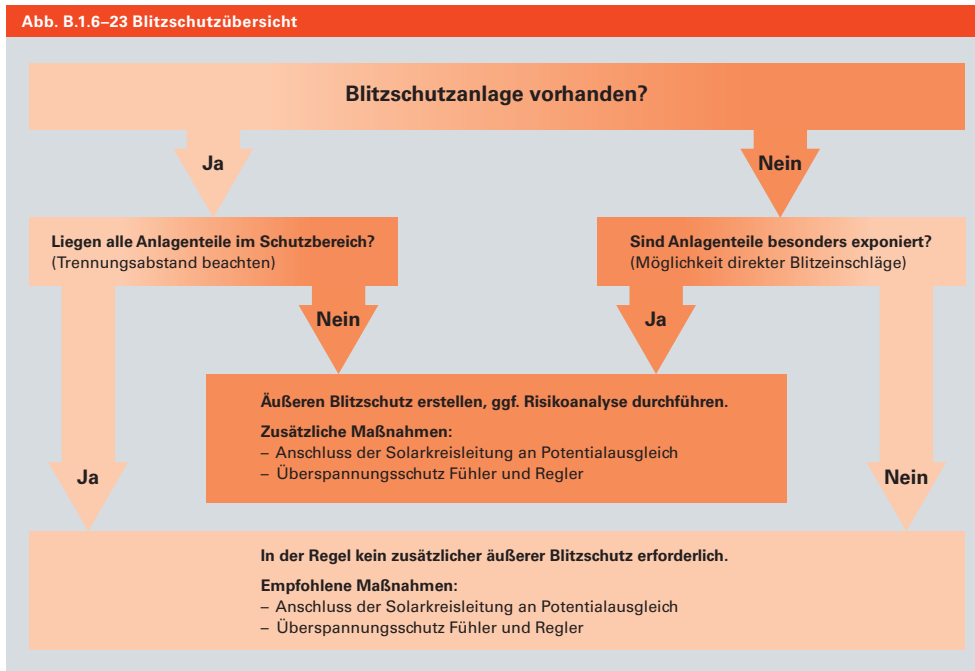 Abb. B.1.6–23 Blitzschutzübersicht
Blitzschutzanlage vorhanden?
Ja
Nein
Liegen alle Anlagenteile im Schutzbereich?
(Trennungsabstand beachten)
Sind Anlagenteile besonders exponiert?
(Möglichkeit direkter Blitzeinschläge)
Nein
Ja
Äußeren Blitzschutz erstellen, ggf. Risikoanalyse durchführen.
Zusätzliche Maßnahmen:
– Anschluss der Solarkreisleitung an Potentialausgleich
– Überspannungsschutz Fühler und Regler
Ja
Nein
In der Regel kein zusätzlicher äußerer Blitzschutz erforderlich.
Empfohlene Maßnahmen:
– Anschluss der Solarkreisleitung an Potentialausgleich
– Überspannungsschutz Fühler und Regler